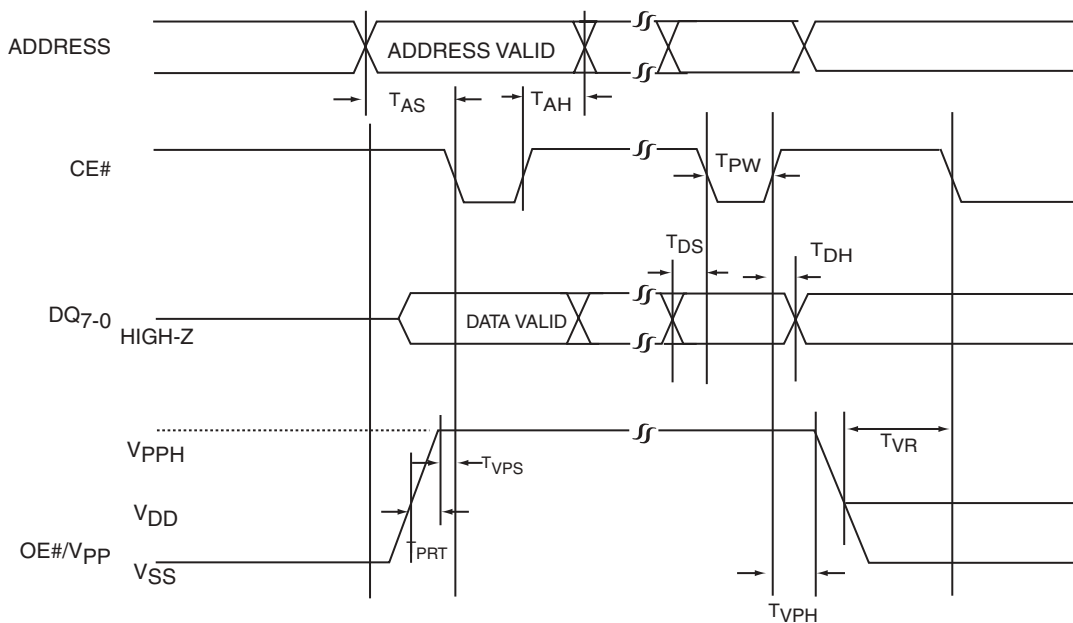 ADDRESS
ADDRESS VALID
TAS
TAH
CE#
TPW
TDS
TDH
DQ7-0
HIGH-Z
DATA VALID
VPPH
TVPS
TVR
VDD
TPRT
OE#/VPP
VSS
TVPH